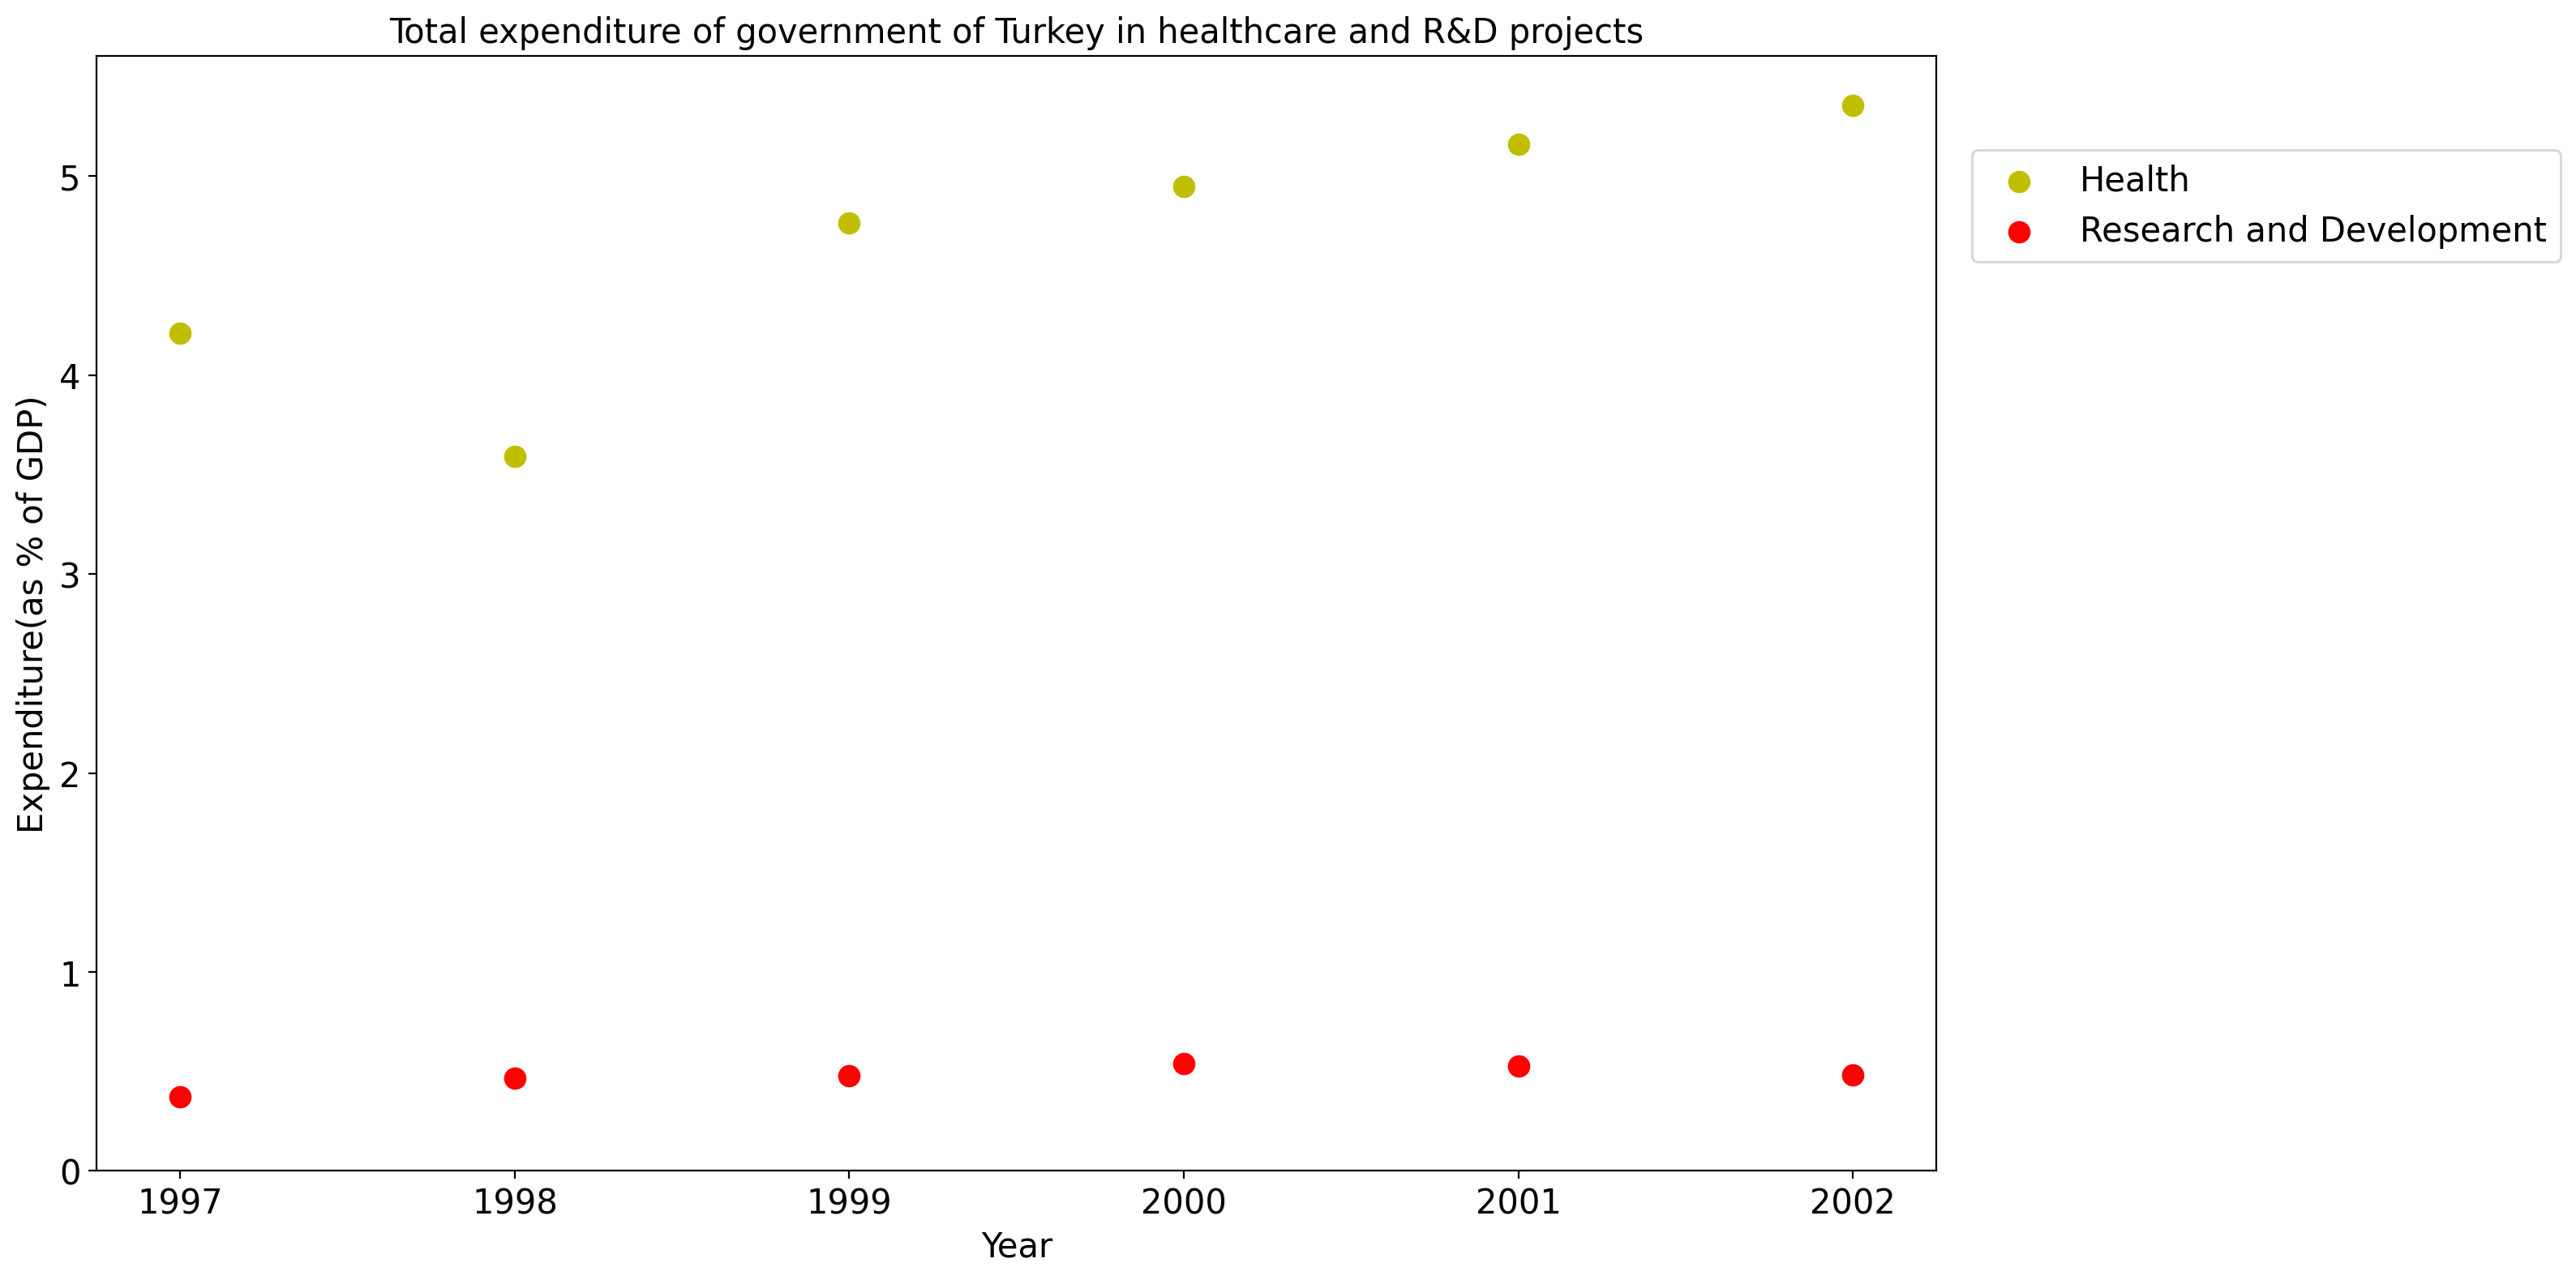 Total expenditure of government of Turkey in healthcare and R&D projects
Health
Research and Development
Expenditure(as % of GDP)
5
4
3
2
1
0
1997 1998 1999 2000 2001 2002
Year